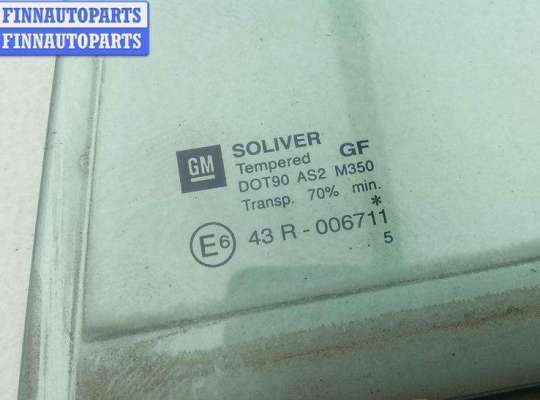 FINNAUTOPARTS
FINNAUTOPARTS
GM
SOLIVER GF
Tempered
DOT90 AS2 M350
Transp. 70% min.
E6 43 R - 006711
*
. . 5